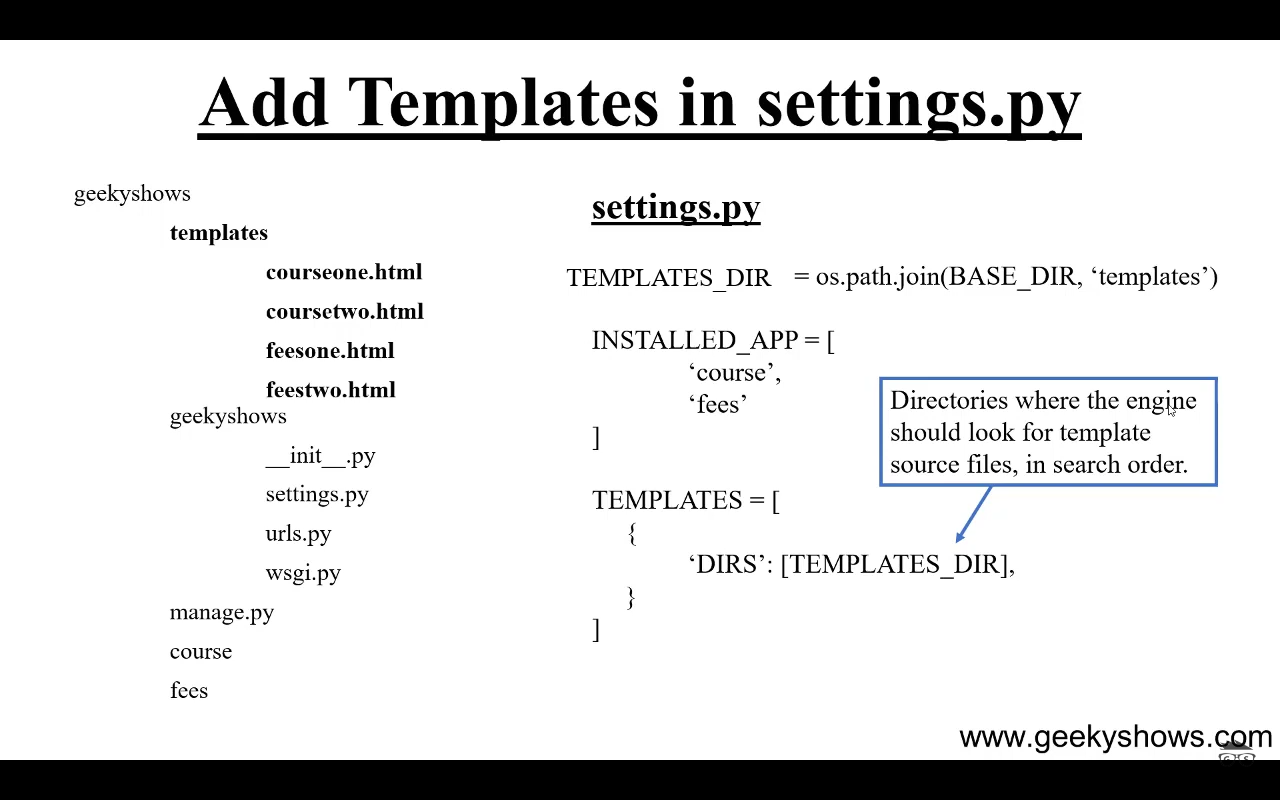 Add Templates in settings.py
geekyshows
templates
courseone.html
coursetwo.html
feesone.html
feestwo.html
geekyshows
__init__.py
settings.py
urls.py
wsgi.py
manage.py
course
fees
settings.py
TEMPLATES_DIR = os.path.join(BASE_DIR, ‘templates’)
INSTALLED_APP = [
‘course’,
‘fees’
]
TEMPLATES = [
{
‘DIRS’: [TEMPLATES_DIR],
}
]
Directories where the engine
should look for template
source files, in search order.
www.geekyshows.com